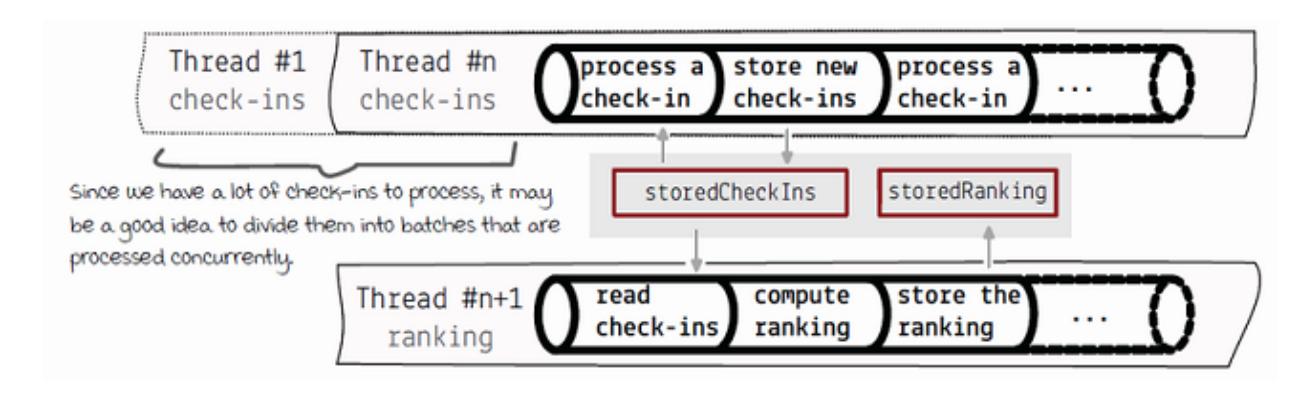 Thread #1
check-ins
Thread #n
check-ins
process a
check-in
store new
check-ins
process a
check-in
...
Since we have a lot of check-ins to process, it may
be a good idea to divide them into batches that are
processed concurrently.
storedCheckIns
storedRanking
Thread #n+1
ranking
read
check-ins
compute
ranking
store the
ranking
...